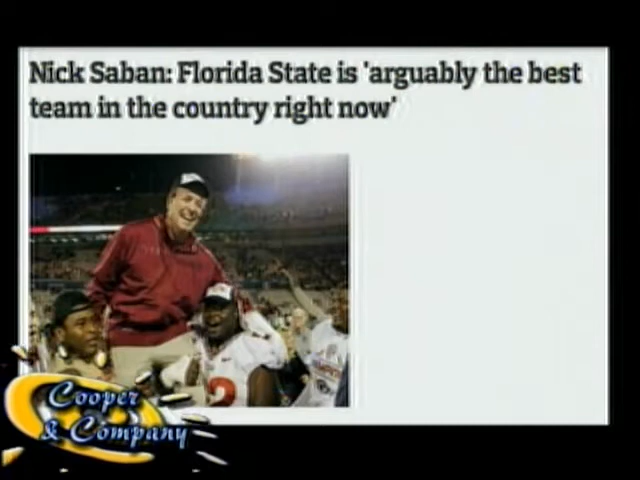 Nick Saban: Florida State is 'arguably the best
team in the country right now'
Cooper
& Company